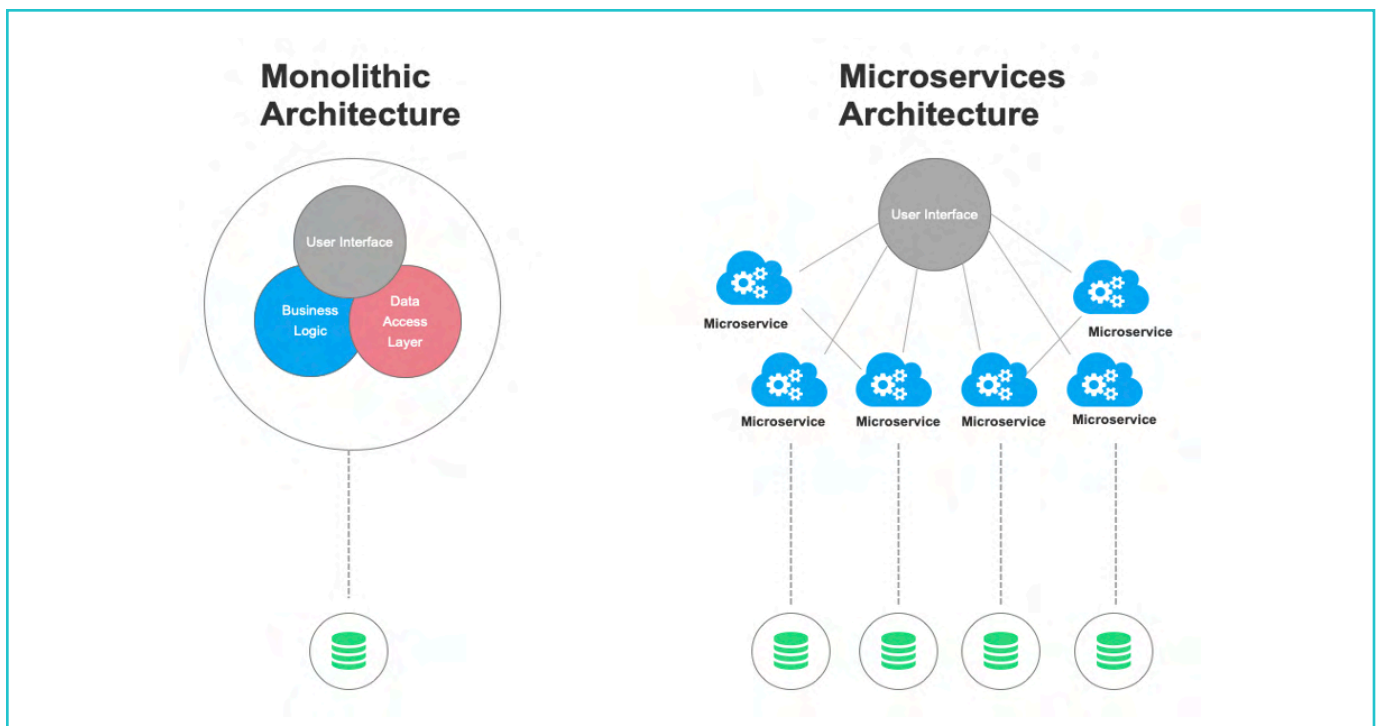 Monolithic
Architecture
User Interface
Business
Logic
Data
Access
Layer
Microservices
Architecture
User Interface
Microservice
Microservice
Microservice
Microservice
Microservice
Microservice